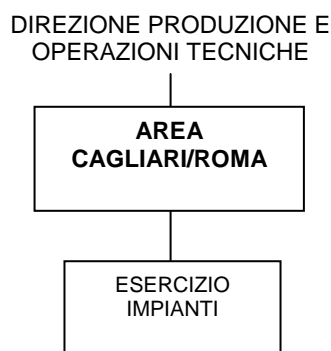 DIREZIONE PRODUZIONE E
OPERAZIONI TECNICHE
AREA
CAGLIARI/ROMA
ESERCIZIO
IMPIANTI